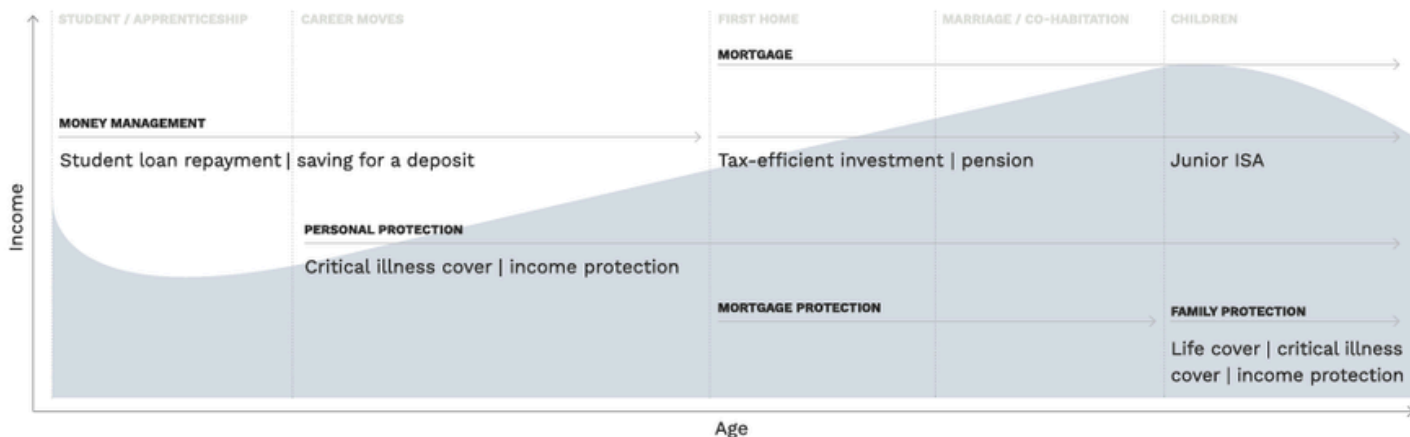 STUDENT / APPRENTICESHIP
CAREER MOVES
FIRST HOME
MARRIAGE / CO-HABITATION
CHILDREN
MORTGAGE
MONEY MANAGEMENT
Student loan repayment | saving for a deposit
Tax-efficient investment | pension
Junior ISA
PERSONAL PROTECTION
Critical illness cover | income protection
MORTGAGE PROTECTION
FAMILY PROTECTION
Life cover | critical illness
cover | income protection
Income
Age